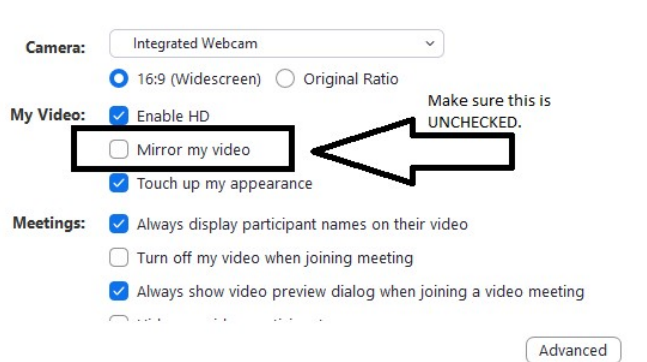 Camera: Integrated Webcam
16:9 (Widescreen) Original Ratio
Make sure this is
UNCHECKED.
My Video: Enable HD
Mirror my video
Touch up my appearance
Meetings: Always display participant names on their video
Turn off my video when joining meeting
Always show video preview dialog when joining a video meeting
Advanced